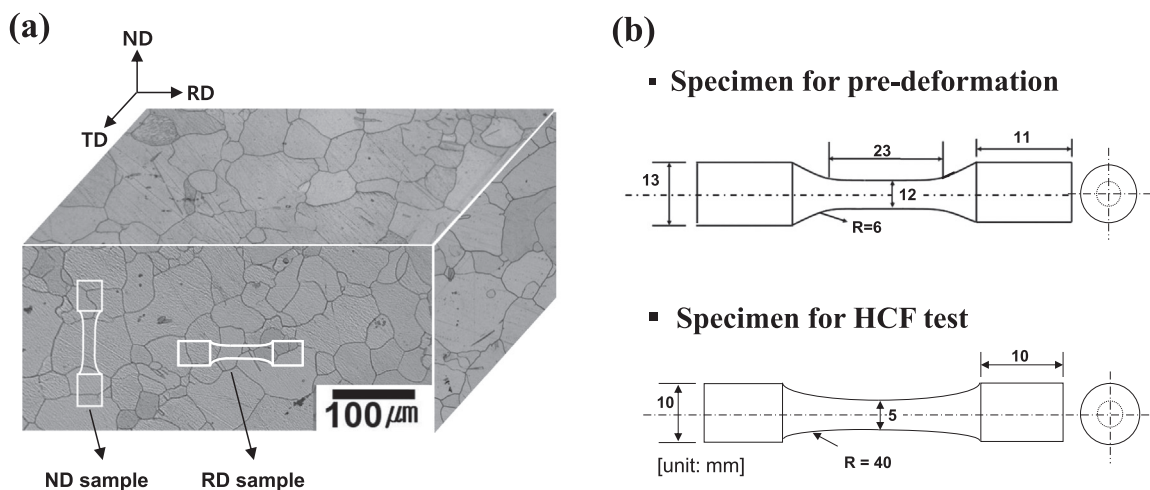 (a)
ND
RD
TD
100 μm
ND sample
RD sample
(b)
▪ Specimen for pre-deformation
23
11
13
12
R=6
▪ Specimen for HCF test
10
10
5
R = 40
[unit: mm]